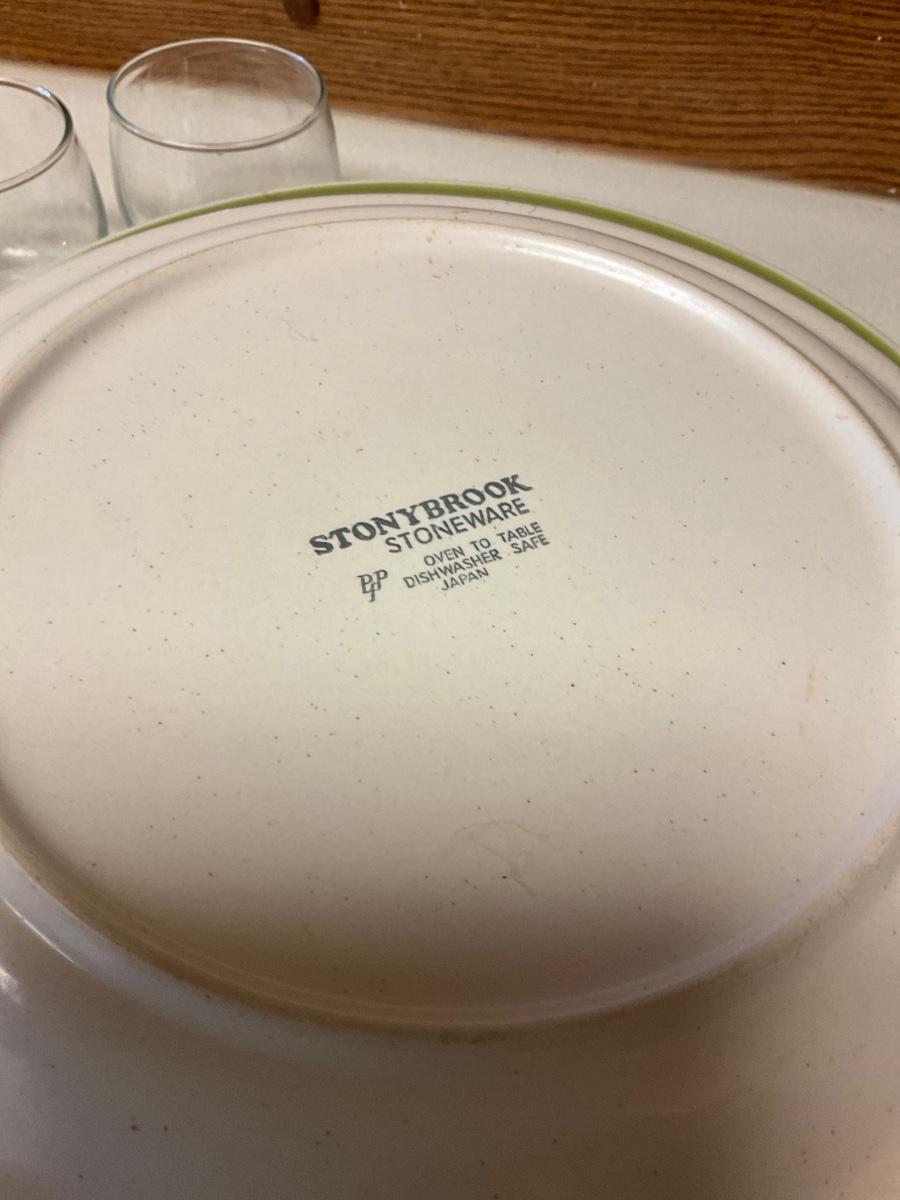 STONYBROOK
STONEWARE
OVEN TO TABLE
DISHWASHER SAFE
JAPAN